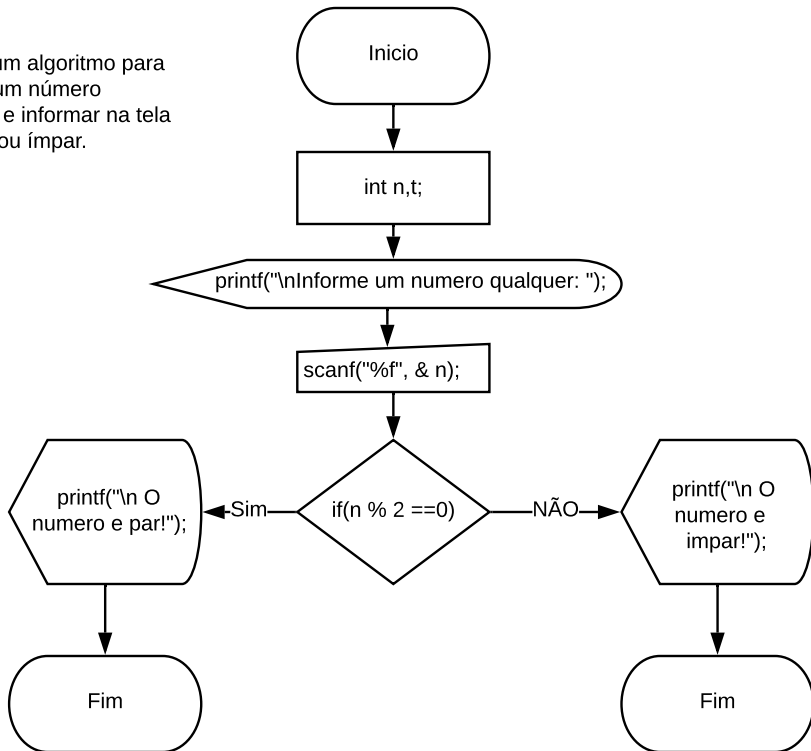 um algoritmo para
um número
e informar na tela
ou ímpar.
Inicio
int n,t;
printf("\nInforme um numero qualquer: ");
scanf("%f", & n);
if(n % 2 ==0)
Sim
NÃO
printf("\n O
numero e par!");
printf("\n O
numero e
impar!");
Fim
Fim